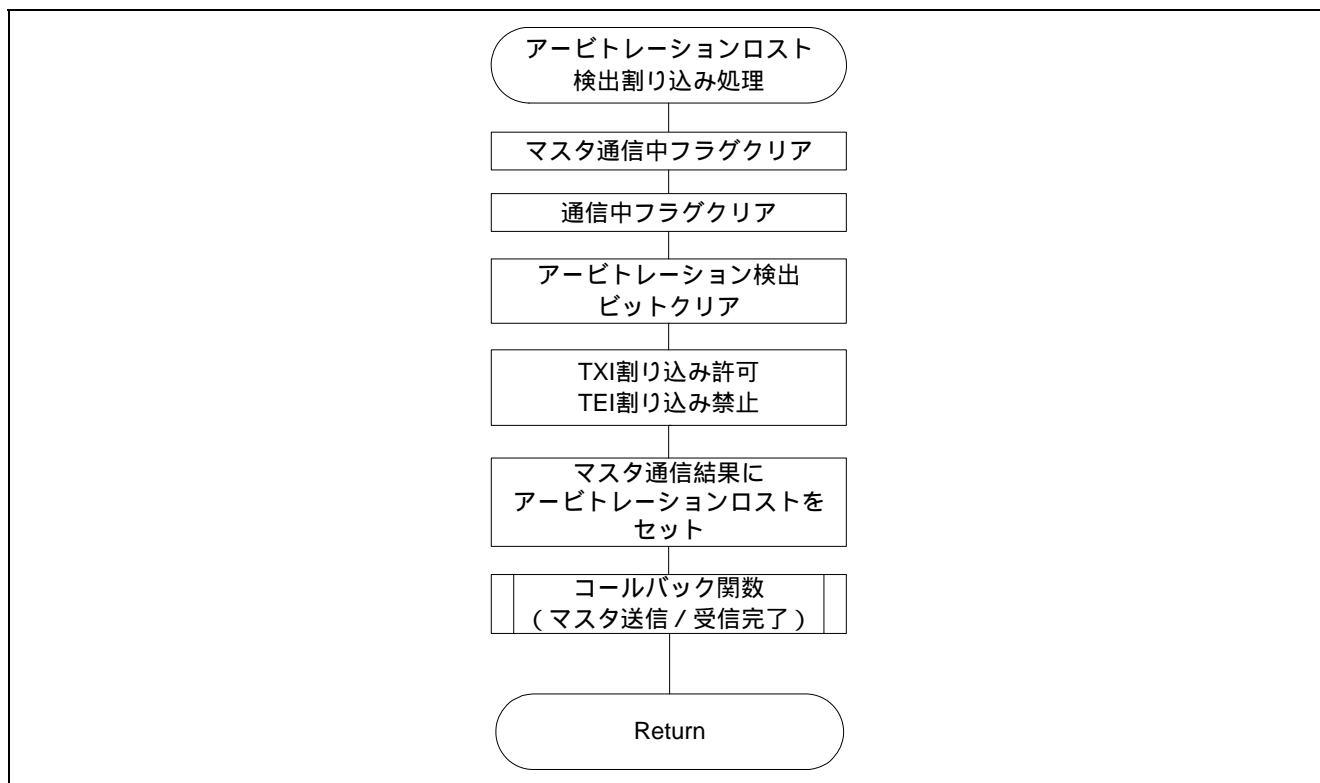 アービトレーションロスト
検出割り込み処理
マスタ通信中フラグクリア
通信中フラグクリア
アービトレーション検出
ビットクリア
TXI割り込み許可
TEI割り込み禁止
マスタ通信結果に
アービトレーションロストを
セット
コールバック関数
(マスタ送信/受信完了)
Return